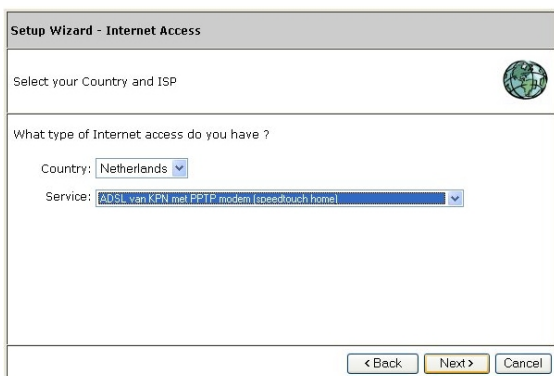 Setup Wizard - Internet Access
Select your Country and ISP
What type of Internet access do you have ?
Country: Netherlands
Service: ADSL van KPN met PPTP modem (speedtouch home)
< Back Next > Cancel